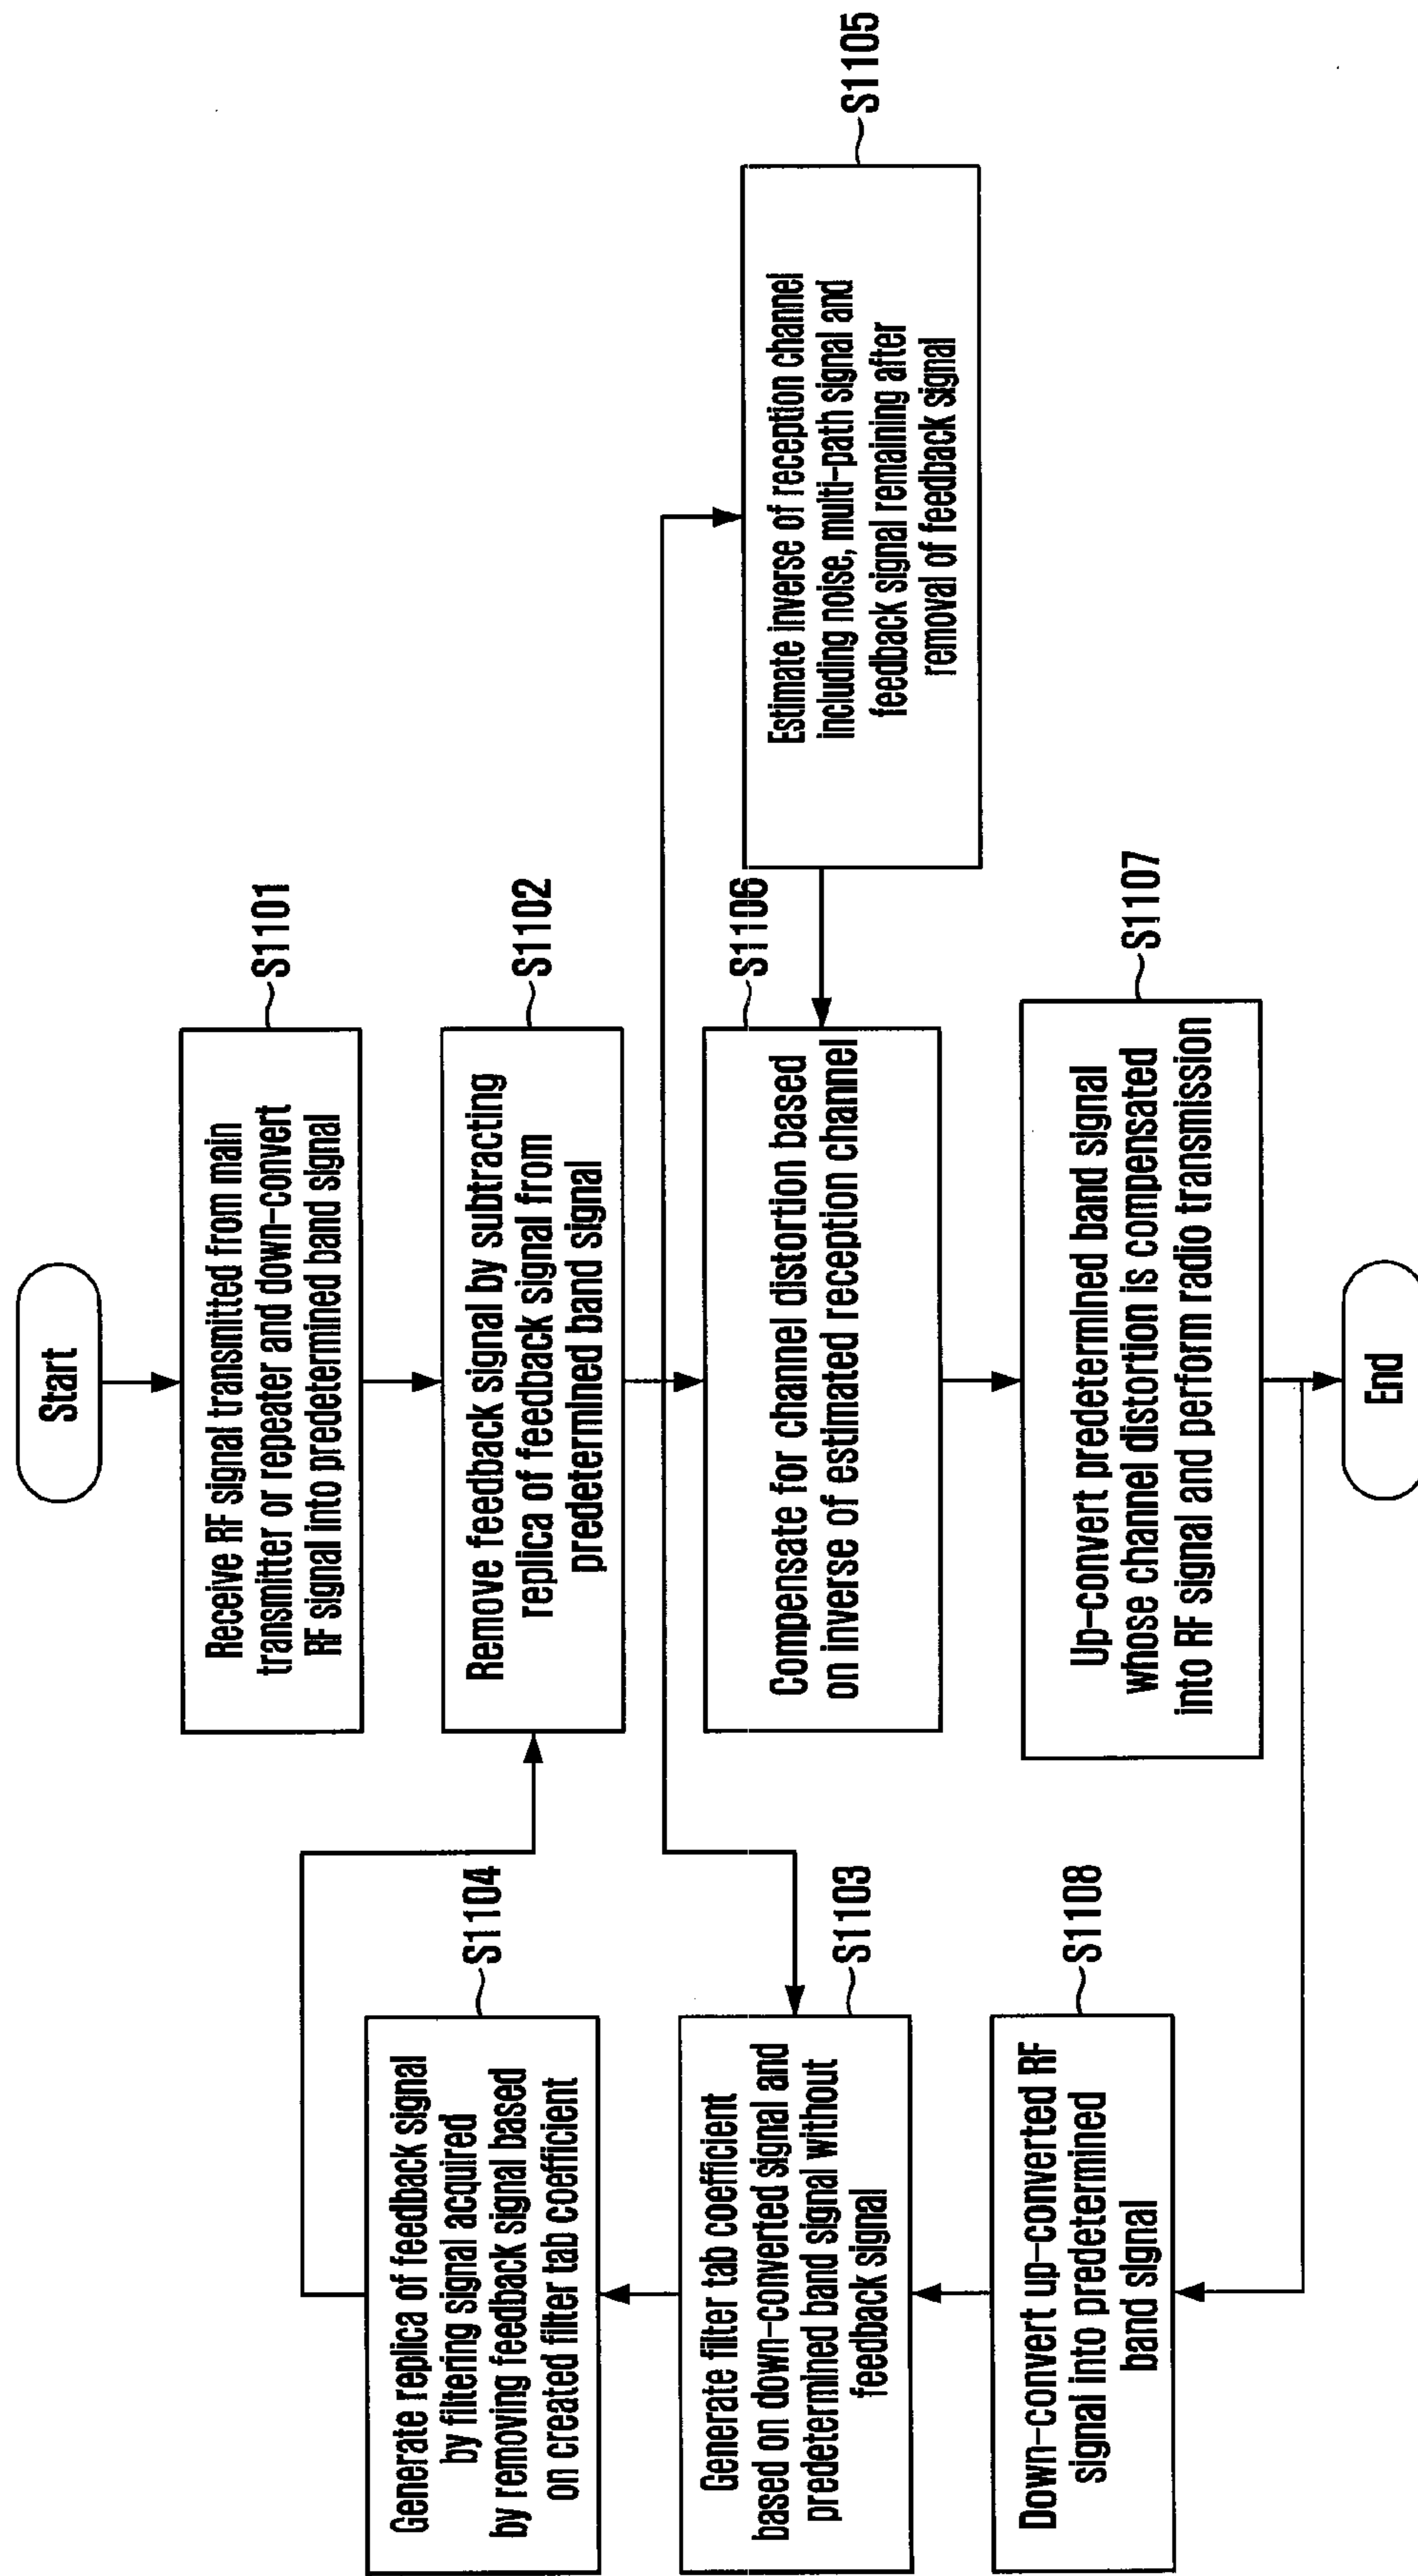 Start
Receive RF signal transmitted from main
transmitter or repeater and down-convert
RF signal into predetermined band signal
S1101
Remove feedback signal by subtracting
replica of feedback signal from
predetermined band signal
S1102
Generate replica of feedback signal
by filtering signal acquired
by removing feedback signal based
on created filter tab coefficient
S1104
Generate filter tab coefficient
based on down-converted signal and
predetermined band signal without
feedback signal
S1103
Compensate for channel distortion based
on inverse of estimated reception channel
S1106
Estimate inverse of reception channel
including noise, multi-path signal and
feedback signal remaining after
removal of feedback signal
S1105
Down-convert up-converted RF
signal into predetermined
band signal
S1108
Up-convert predetermined band signal
whose channel distortion is compensated
into RF signal and perform radio transmission
S1107
End